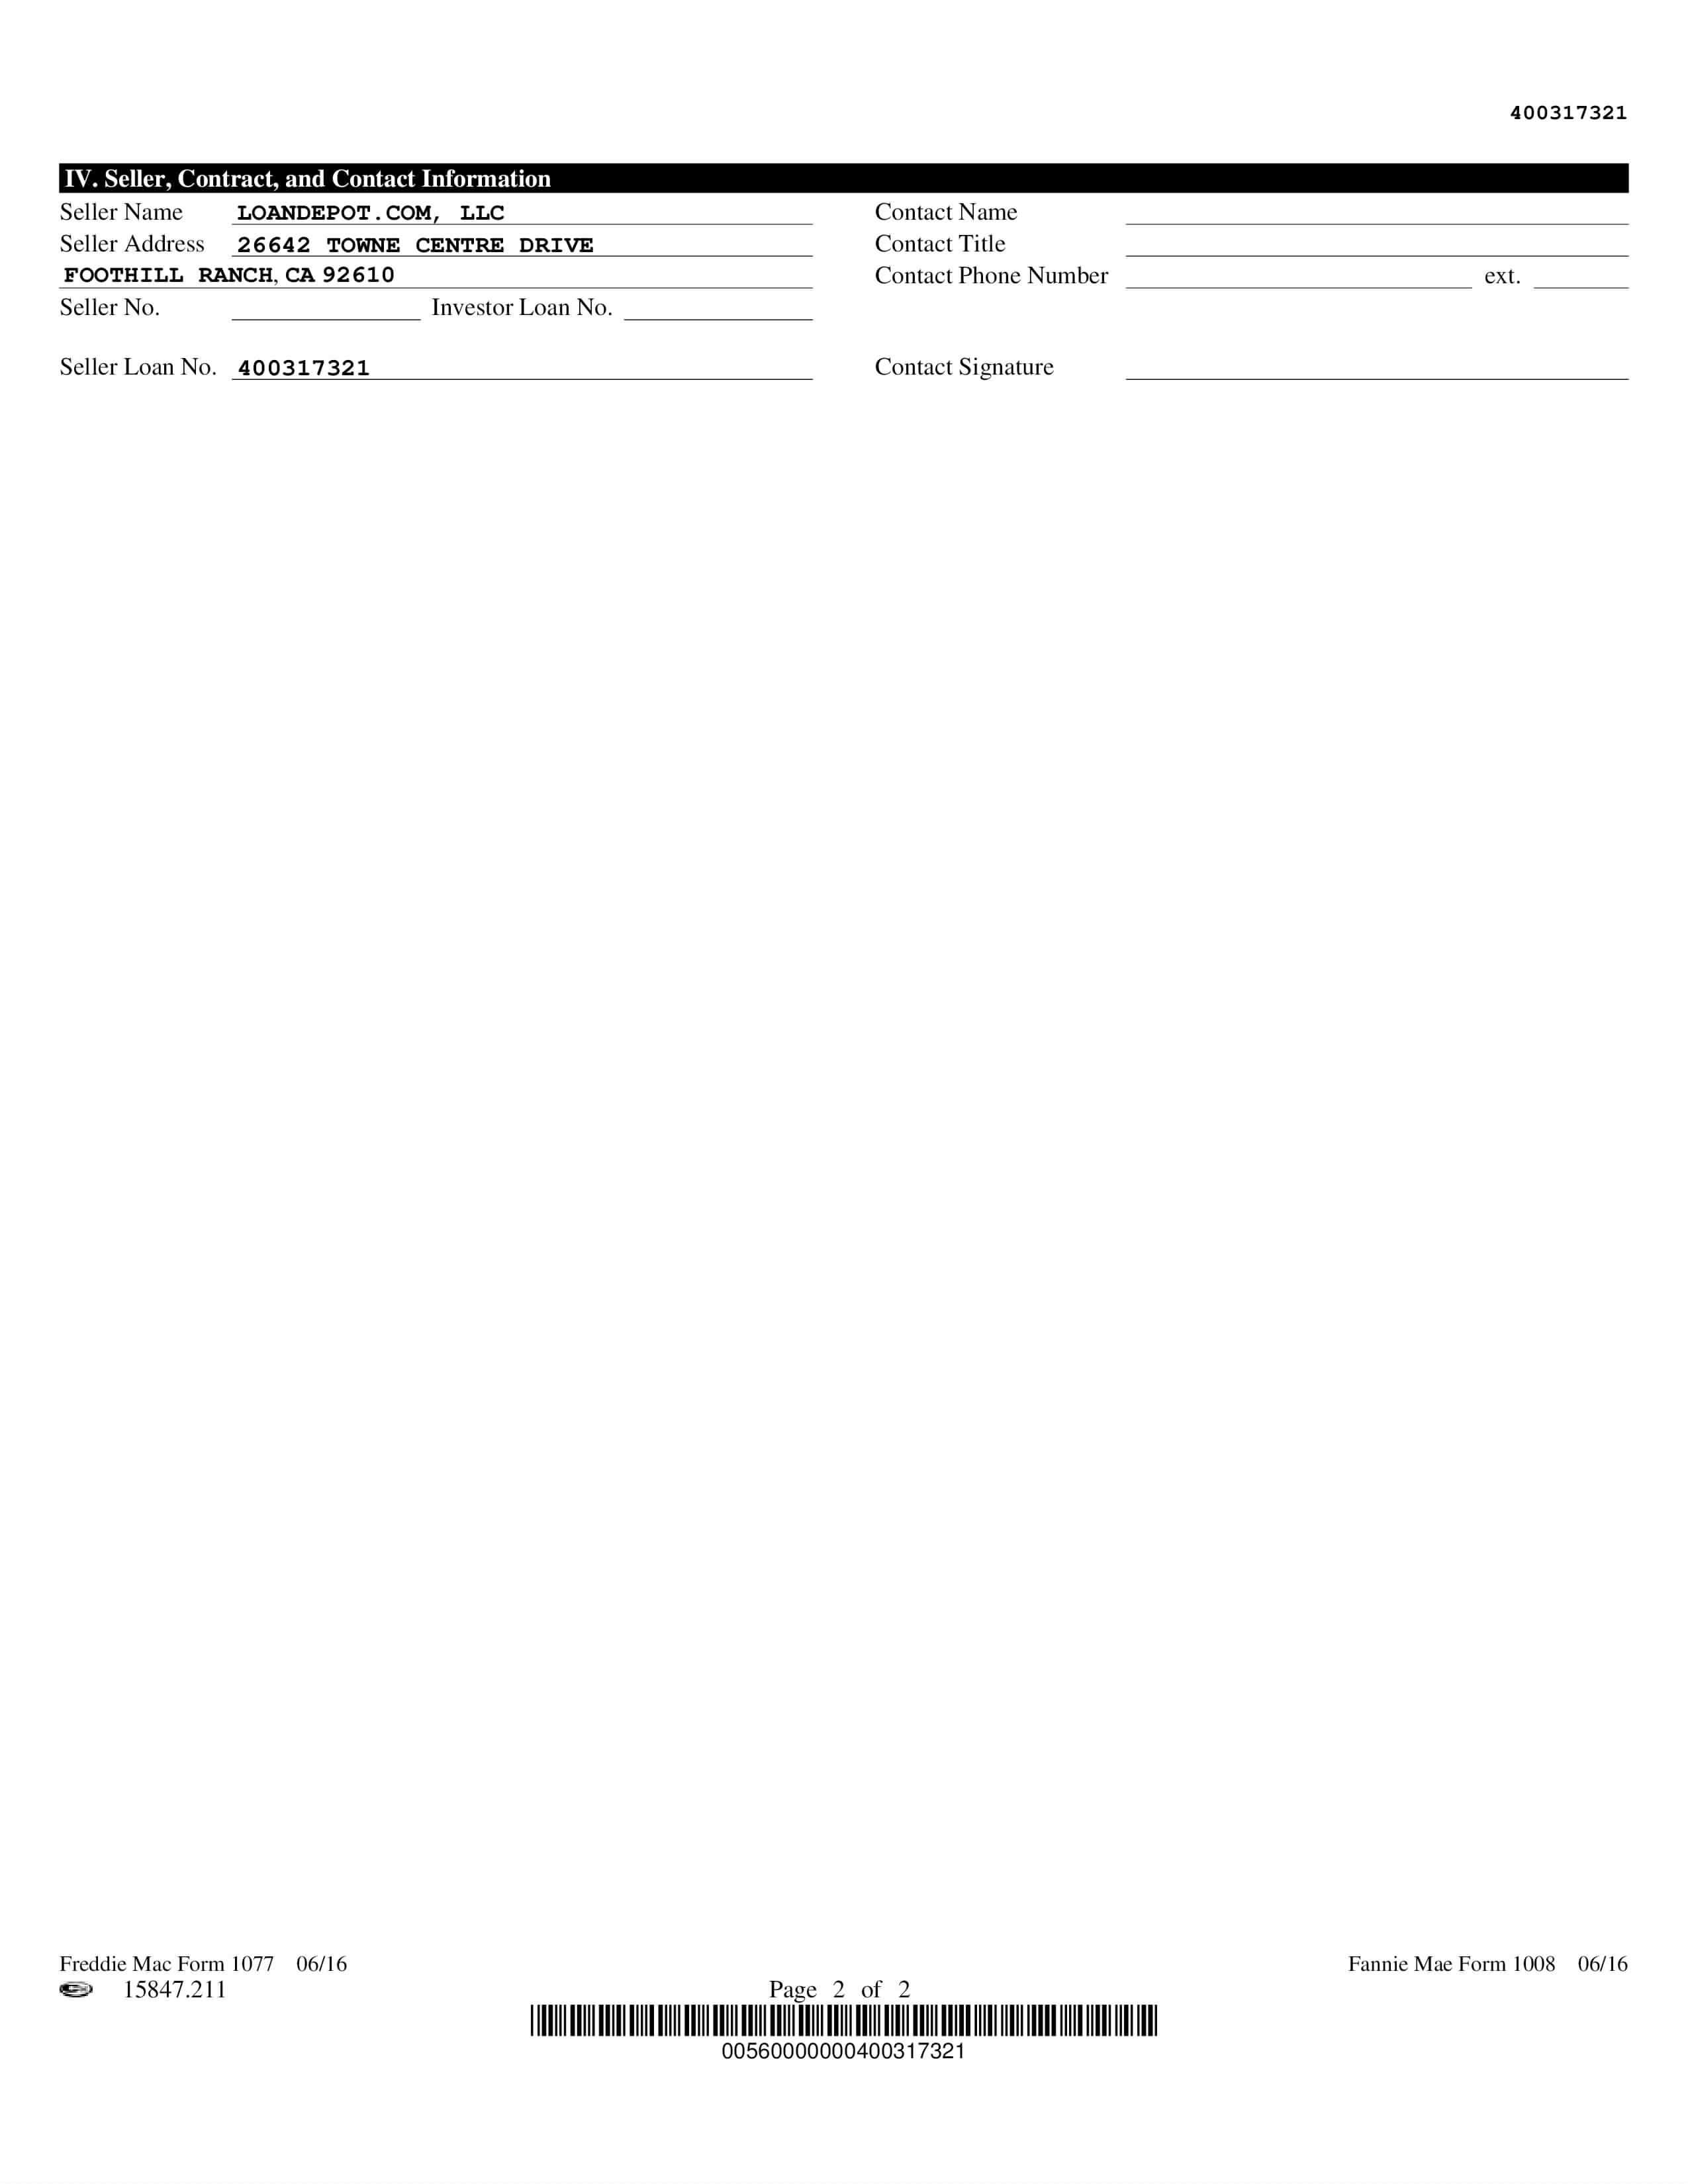 400317321
IV. Seller, Contract, and Contact Information
Seller Name LOANDEPOT.COM, LLC Contact Name
Seller Address 26642 TOWNE CENTRE DRIVE Contact Title
FOOTHILL RANCH, CA 92610 Contact Phone Number ext.
Seller No. Investor Loan No.
Seller Loan No. 400317321 Contact Signature
Freddie Mac Form 1077 06/16 Fannie Mae Form 1008 06/16
15847.211 Page 2 of 2
00560000000400317321